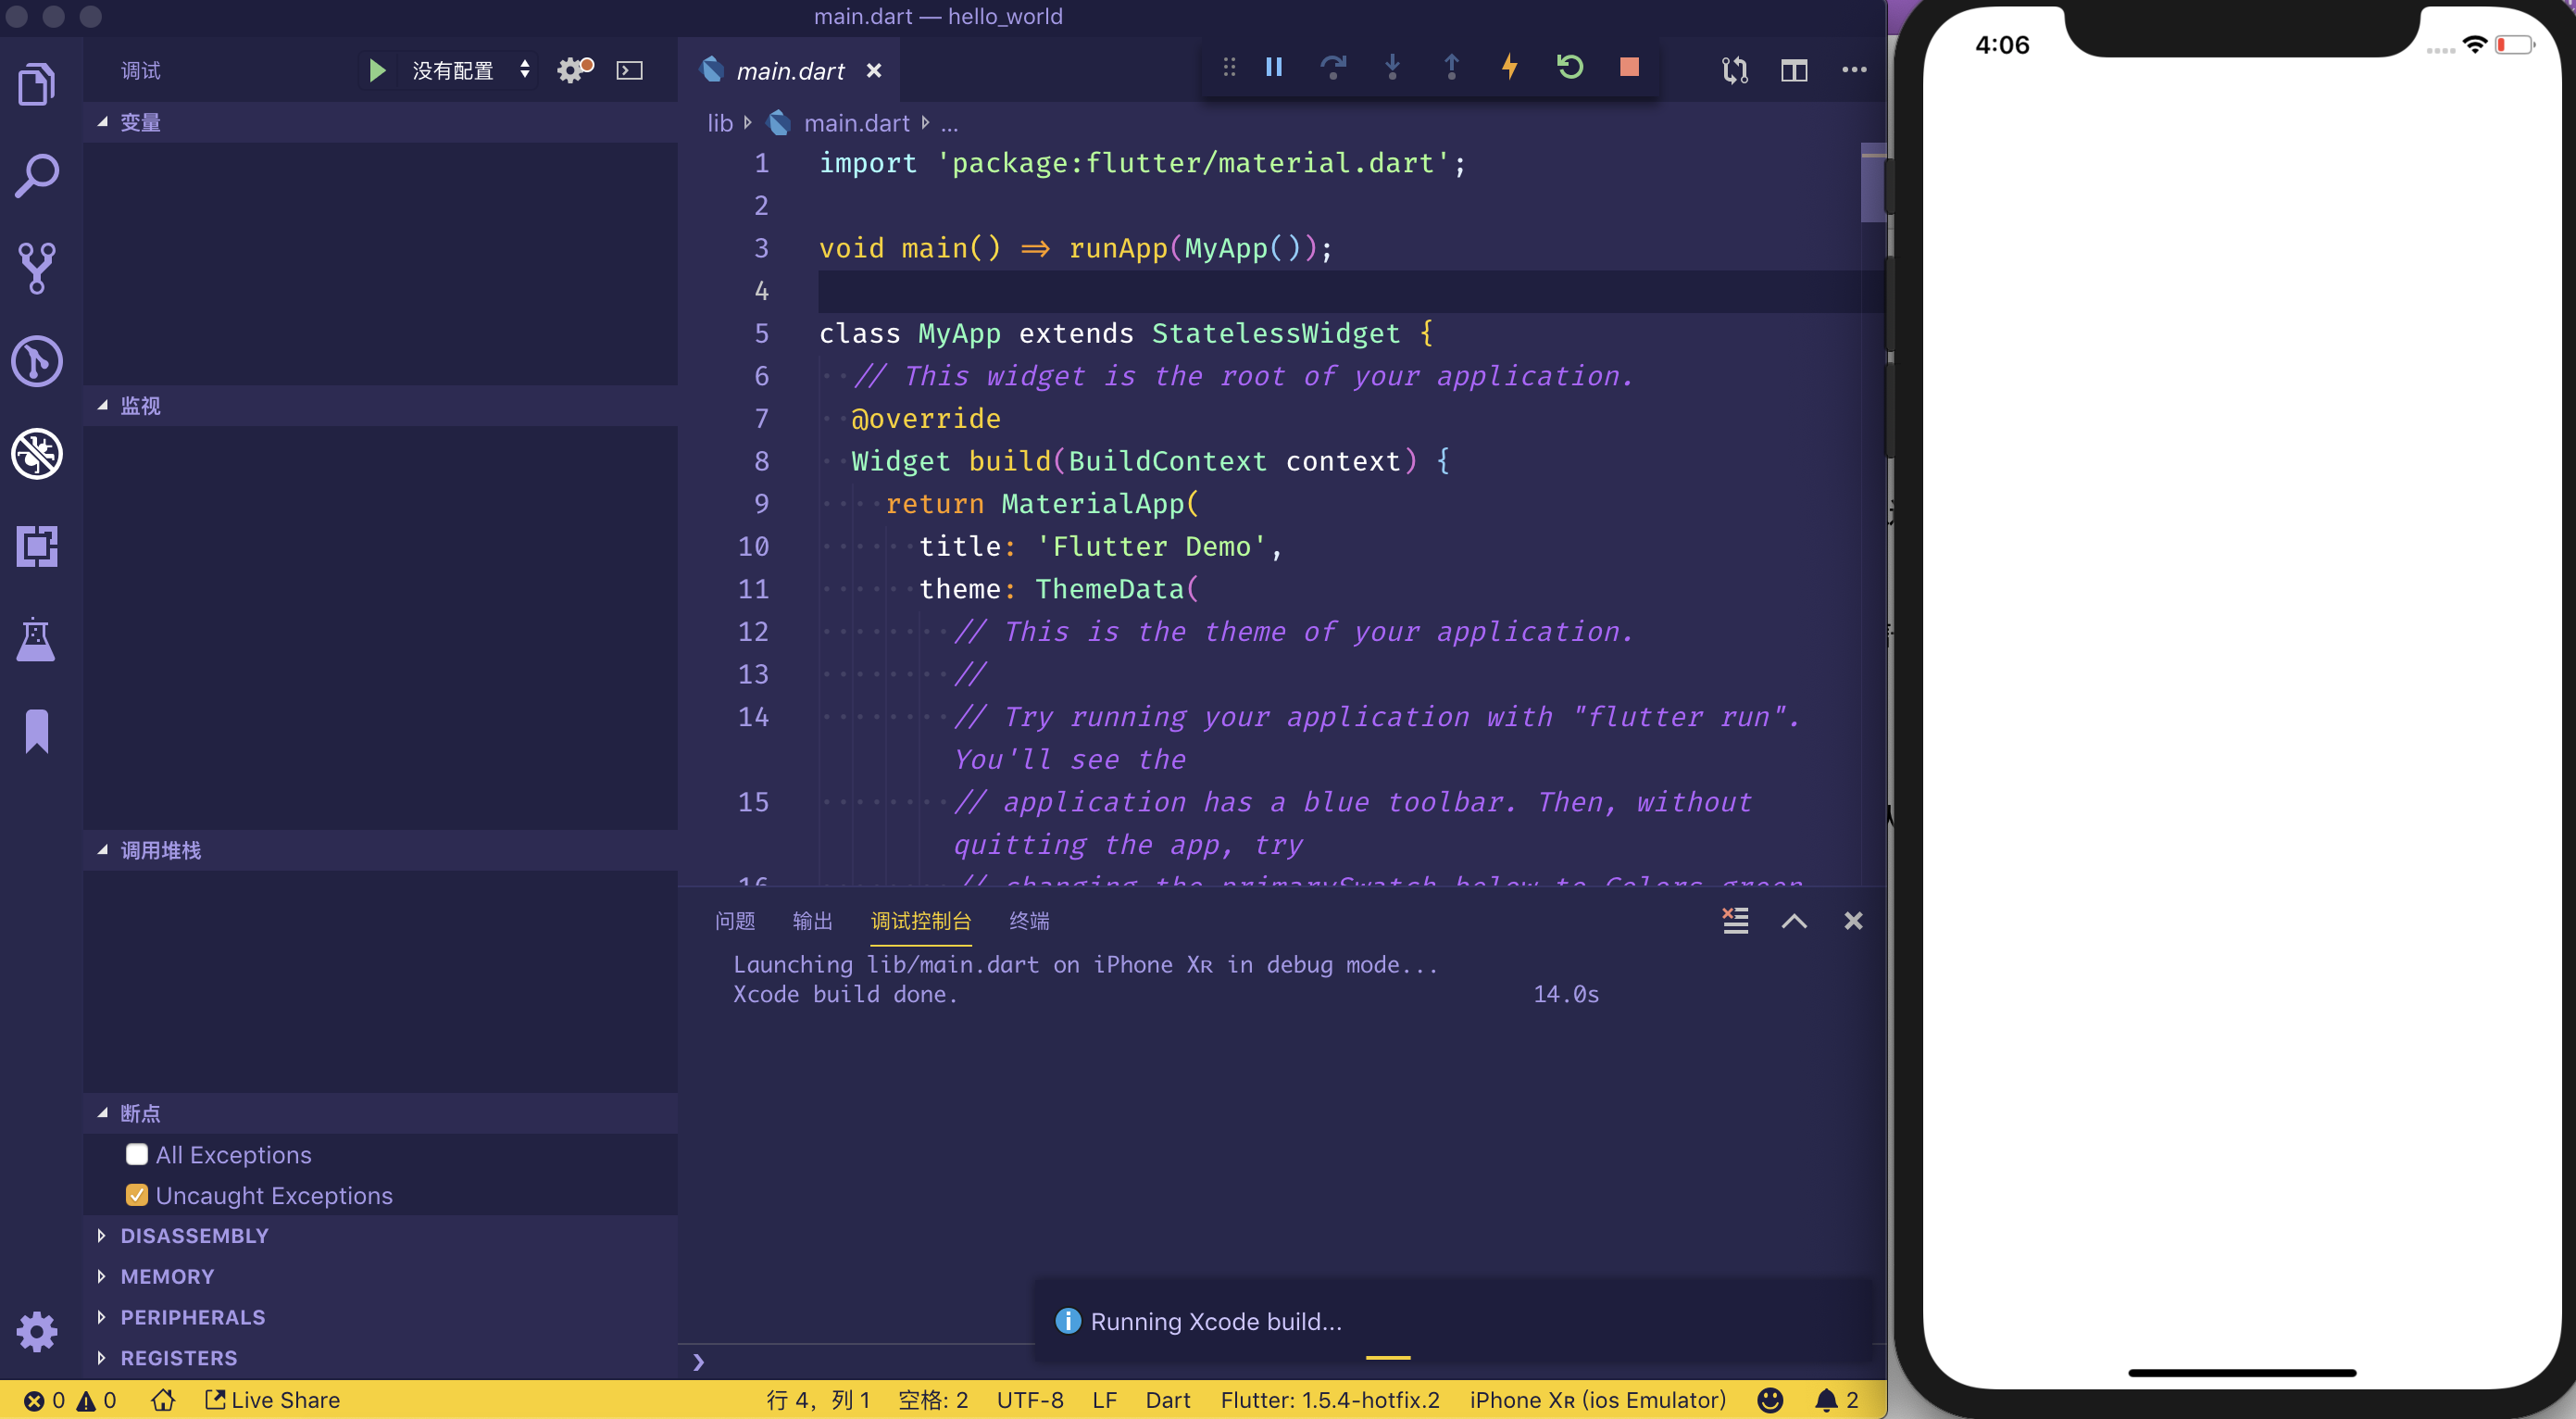 main.dart — hello_world
调试
没有配置
main.dart
变量
监视
调用堆栈
断点
All Exceptions
Uncaught Exceptions
DISASSEMBLY
MEMORY
PERIPHERALS
REGISTERS
lib main.dart ...
1 import 'package:flutter/material.dart';
2
3 void main() => runApp(MyApp());
4
5 class MyApp extends StatelessWidget {
6 // This widget is the root of your application.
7 @override
8 Widget build(BuildContext context) {
9 return MaterialApp(
10 title: 'Flutter Demo',
11 theme: ThemeData(
12 // This is the theme of your application.
13 //
14 // Try running your application with "flutter run".
You'll see the
15 // application has a blue toolbar. Then, without
quitting the app, try
16 // changing the primarySwatch below to Colors.green
问题 输出 调试控制台 终端
Launching lib/main.dart on iPhone Xʀ in debug mode...
Xcode build done. 14.0s
Running Xcode build...
0 0 Live Share 行 4，列 1 空格: 2 UTF-8 LF Dart Flutter: 1.5.4-hotfix.2 iPhone Xʀ (ios Emulator) 2
4:06